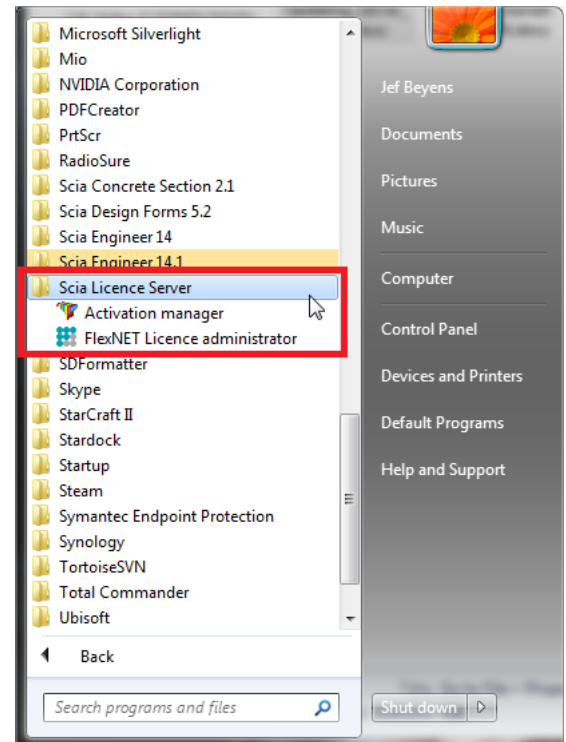 Microsoft Silverlight
Mio
NVIDIA Corporation
PDFCreator
PrtScr
RadioSure
Scia Concrete Section 2.1
Scia Design Forms 5.2
Scia Engineer 14
Scia Engineer 14.1
Scia Licence Server
Activation manager
FlexNET Licence administrator
SDFormatter
Skype
StarCraft II
Stardock
Startup
Steam
Symantec Endpoint Protection
Synology
TortoiseSVN
Total Commander
Ubisoft
Back
Search programs and files
Jef Beyens
Documents
Pictures
Music
Computer
Control Panel
Devices and Printers
Default Programs
Help and Support
Shut down